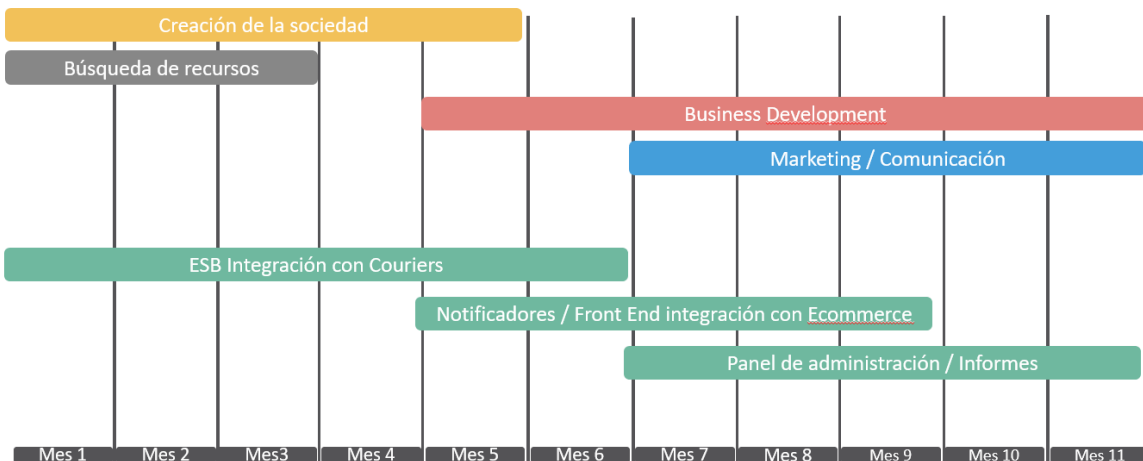 Creación de la sociedad
Búsqueda de recursos
Business Development
Marketing / Comunicación
ESB Integración con Couriers
Notificadores / Front End integración con Ecommerce
Panel de administración / Informes
Mes 1 Mes 2 Mes3 Mes 4 Mes 5 Mes 6 Mes 7 Mes 8 Mes 9 Mes 10 Mes 11